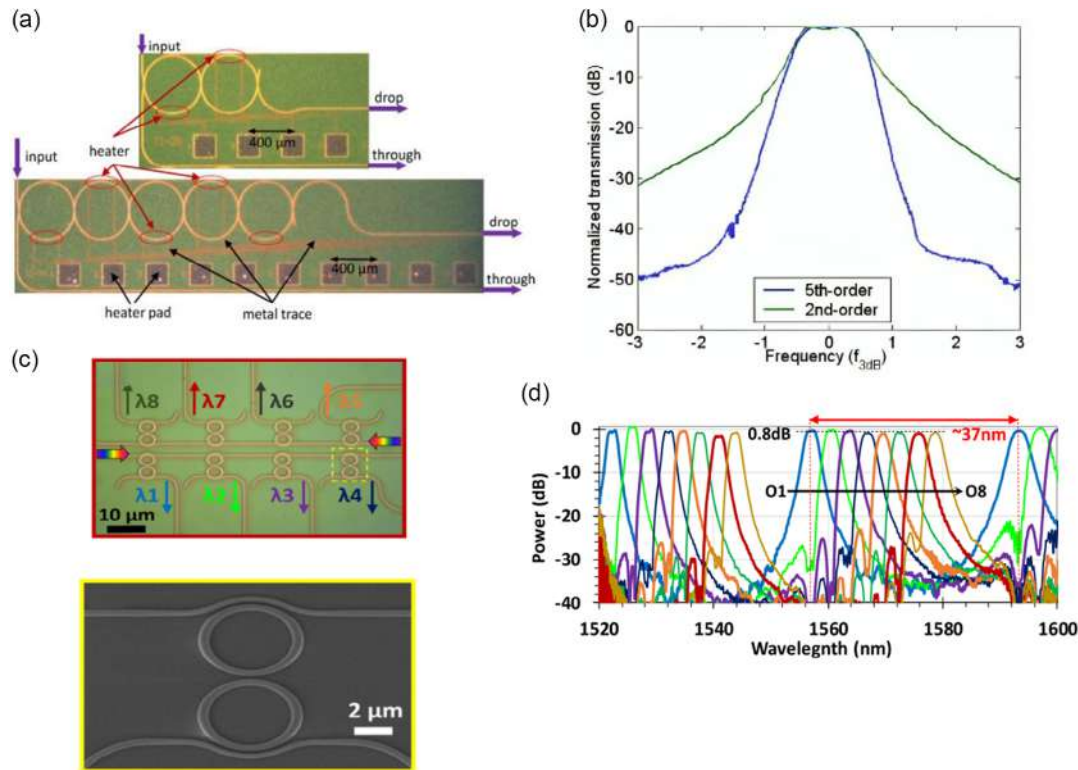 (a)
input
drop
400 μm
heater
through
input
drop
400 μm
through
heater pad
metal trace
(b)
0
-10
-20
-30
-40
-50
-60
Normalized transmission (dB)
5th-order
2nd-order
-3
-2
-1
0
1
2
3
Frequency (f3dB)
(c)
λ8
λ7
λ6
λ1
λ3
λ4
10 μm
2 μm
(d)
0
-10
-20
-30
-40
Power (dB)
0.8dB
~37nm
O1
O8
1520
1540
1560
1580
1600
Wavelegnth (nm)